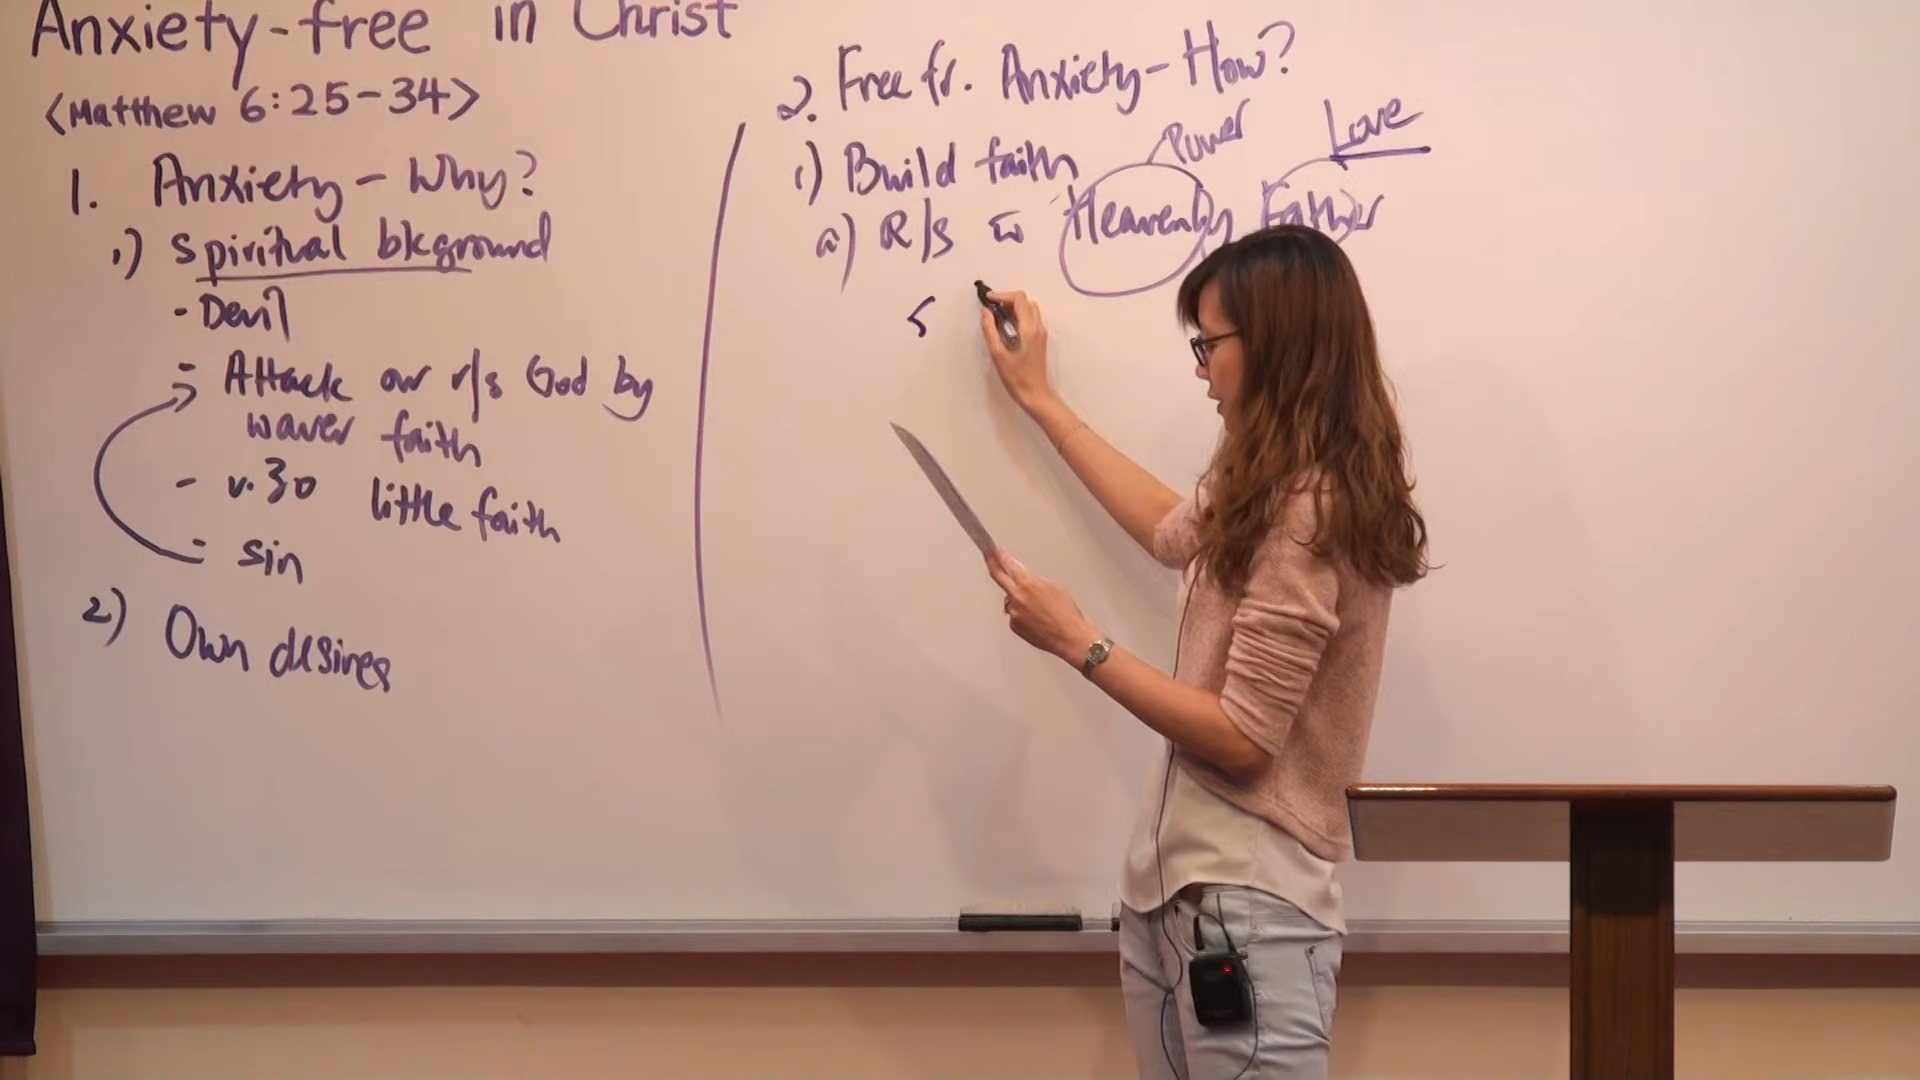 Anxiety-free in Christ
<Matthew 6:25-34>
1. Anxiety - Why?
1) Spiritual bkground
- Devil
- Attack our r/s God by
waver faith
- v.30 little faith
- sin
2) Own desires
2. Free fr. Anxiety - How?
Power Love
1) Build faith
a) R/s w Heavenly Father